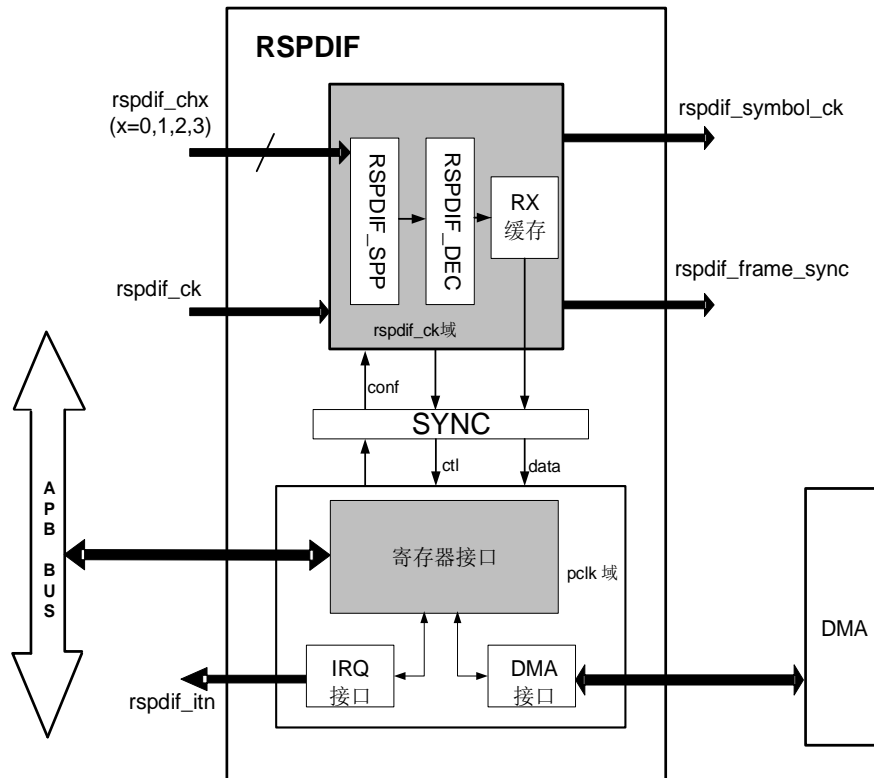 RSPDIF
rspdif_chx
(x=0,1,2,3)
rspdif_symbol_ck
RSPDIF_SPP
RSPDIF_DEC
RX
缓存
rspdif_ck
rspdif_frame_sync
rspdif_ck域
conf
SYNC
ctl
data
APB BUS
寄存器接口
pclk 域
DMA
IRQ
接口
DMA
接口
rspdif_itn